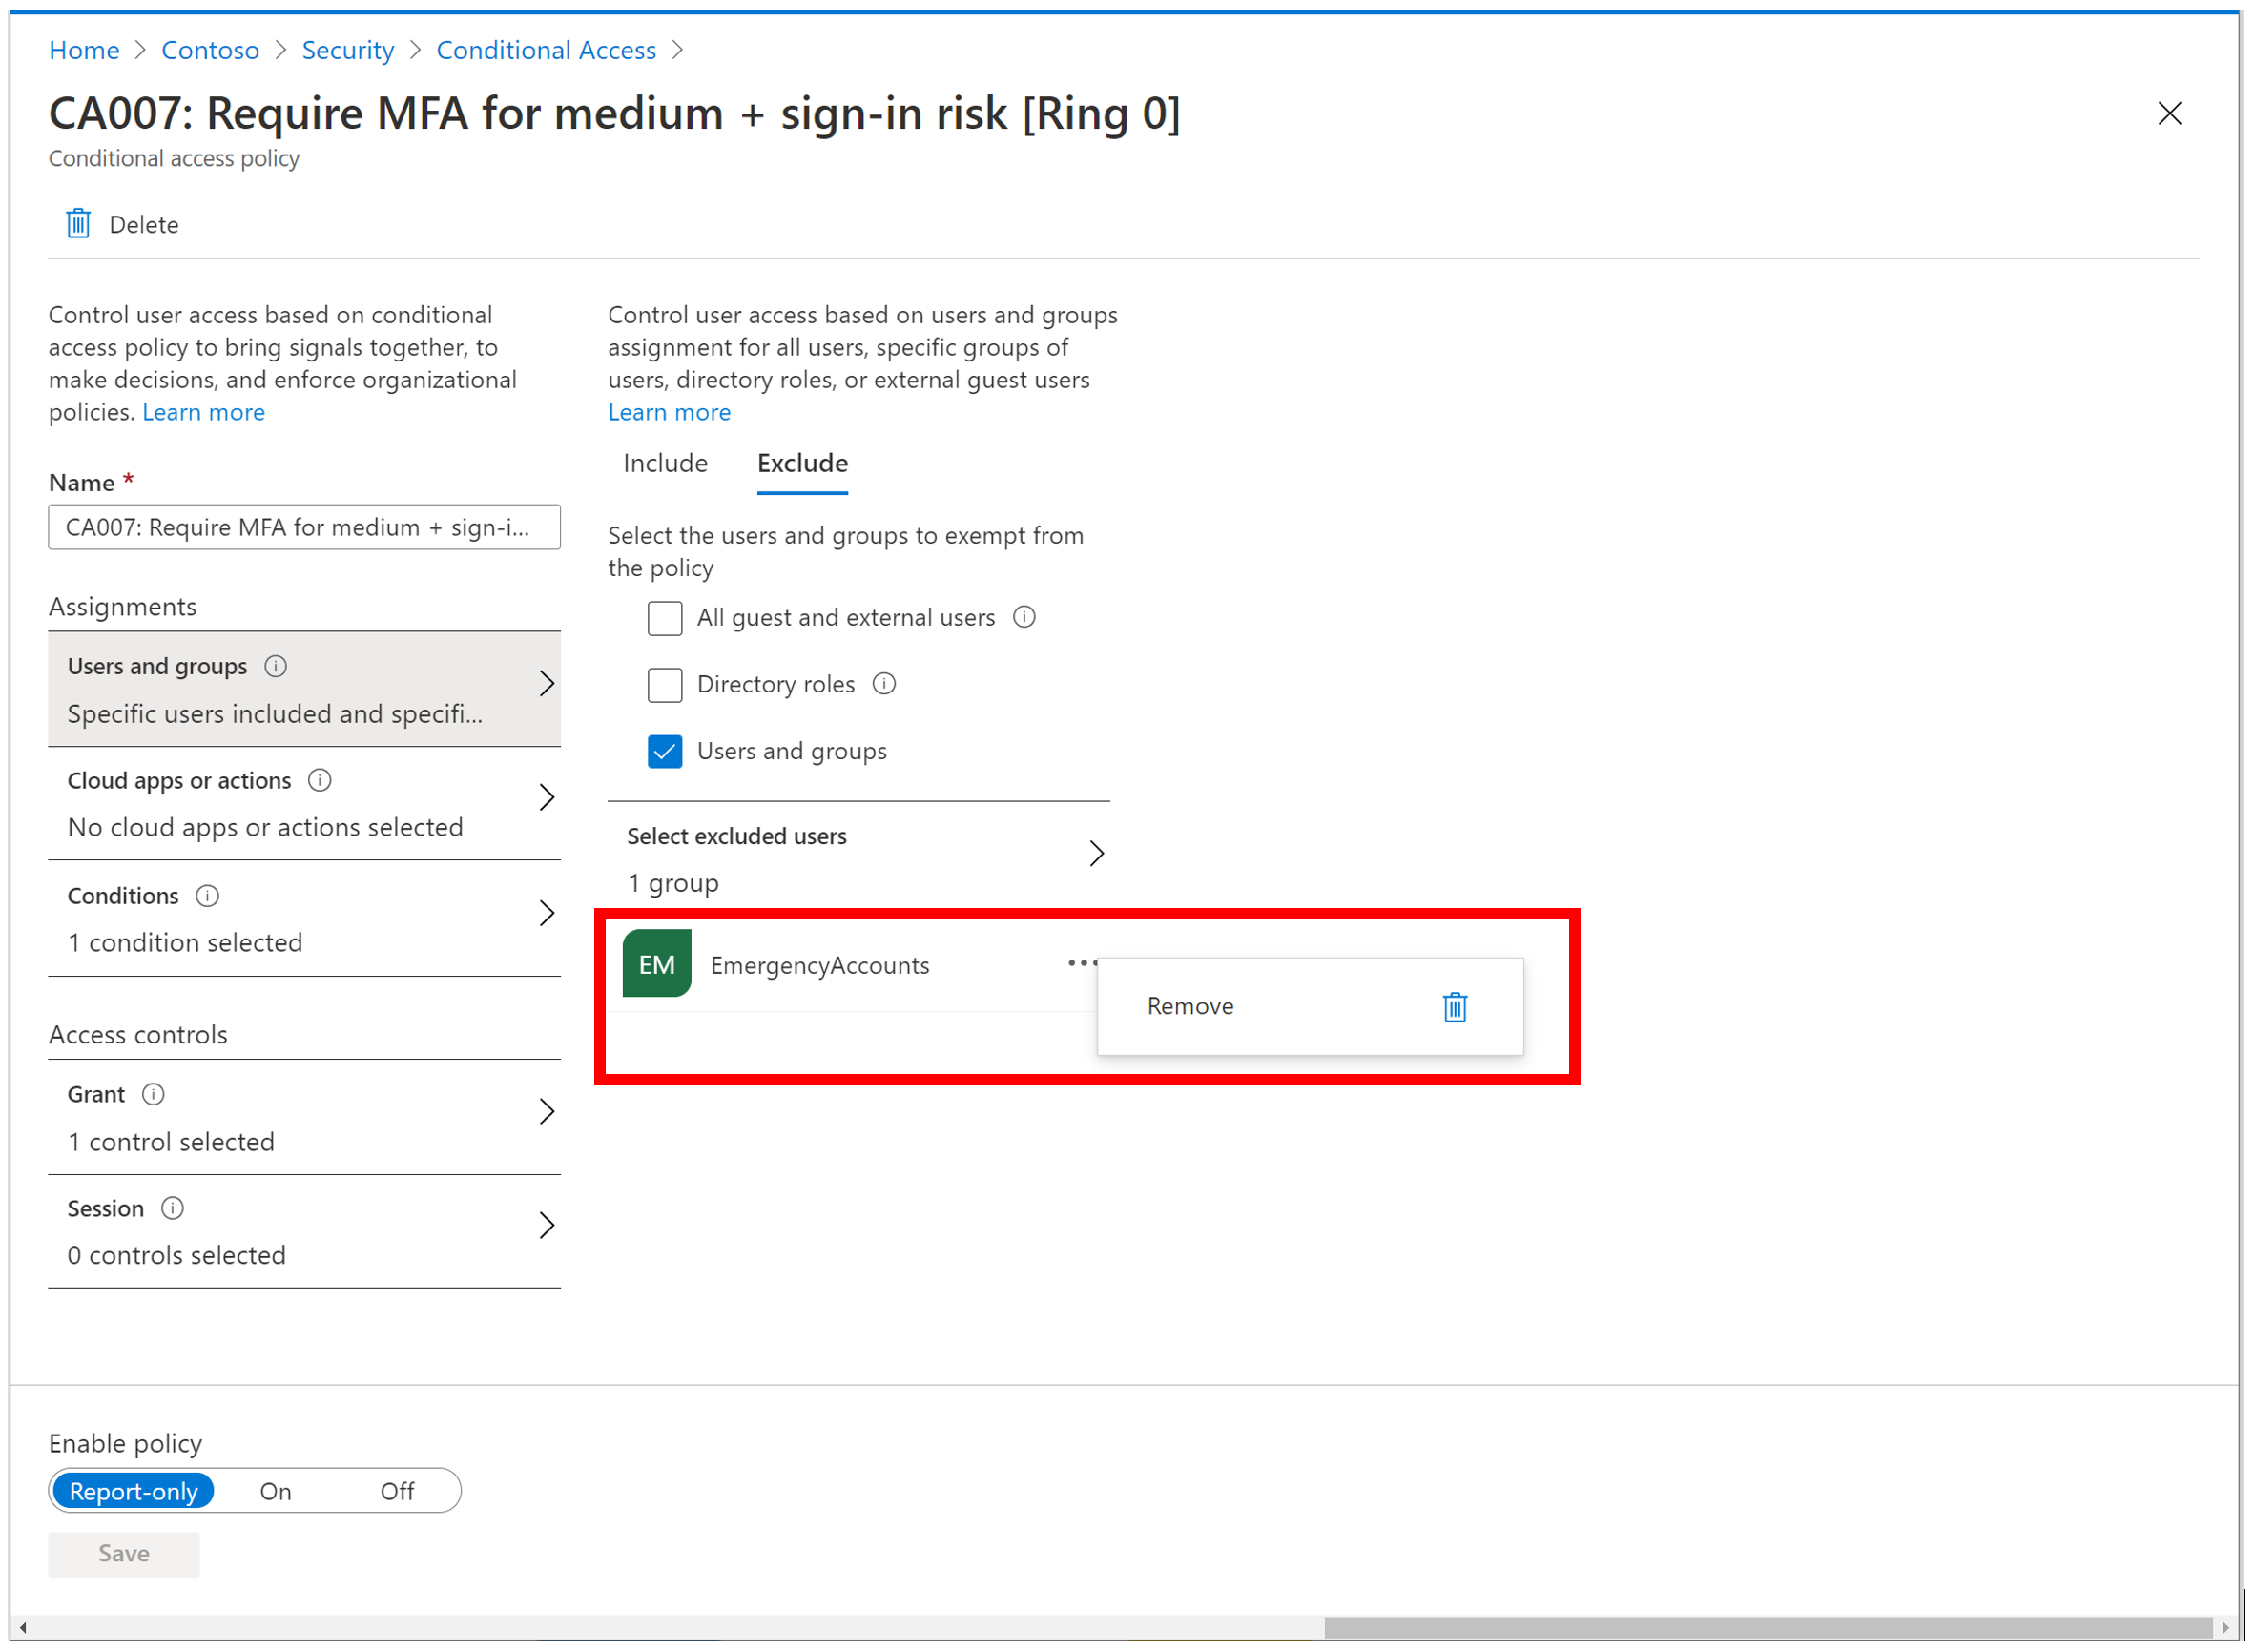 Home > Contoso > Security > Conditional Access >
CA007: Require MFA for medium + sign-in risk [Ring 0]
Conditional access policy
Delete
Control user access based on conditional
access policy to bring signals together, to
make decisions, and enforce organizational
policies. Learn more
Name *
CA007: Require MFA for medium + sign-i...
Assignments
Users and groups
Specific users included and specifi...
Cloud apps or actions
No cloud apps or actions selected
Conditions
1 condition selected
Access controls
Grant
1 control selected
Session
0 controls selected
Control user access based on users and groups
assignment for all users, specific groups of
users, directory roles, or external guest users
Learn more
Include Exclude
Select the users and groups to exempt from
the policy
All guest and external users
Directory roles
Users and groups
Select excluded users
1 group
EM EmergencyAccounts
Remove
Enable policy
Report-only On Off
Save